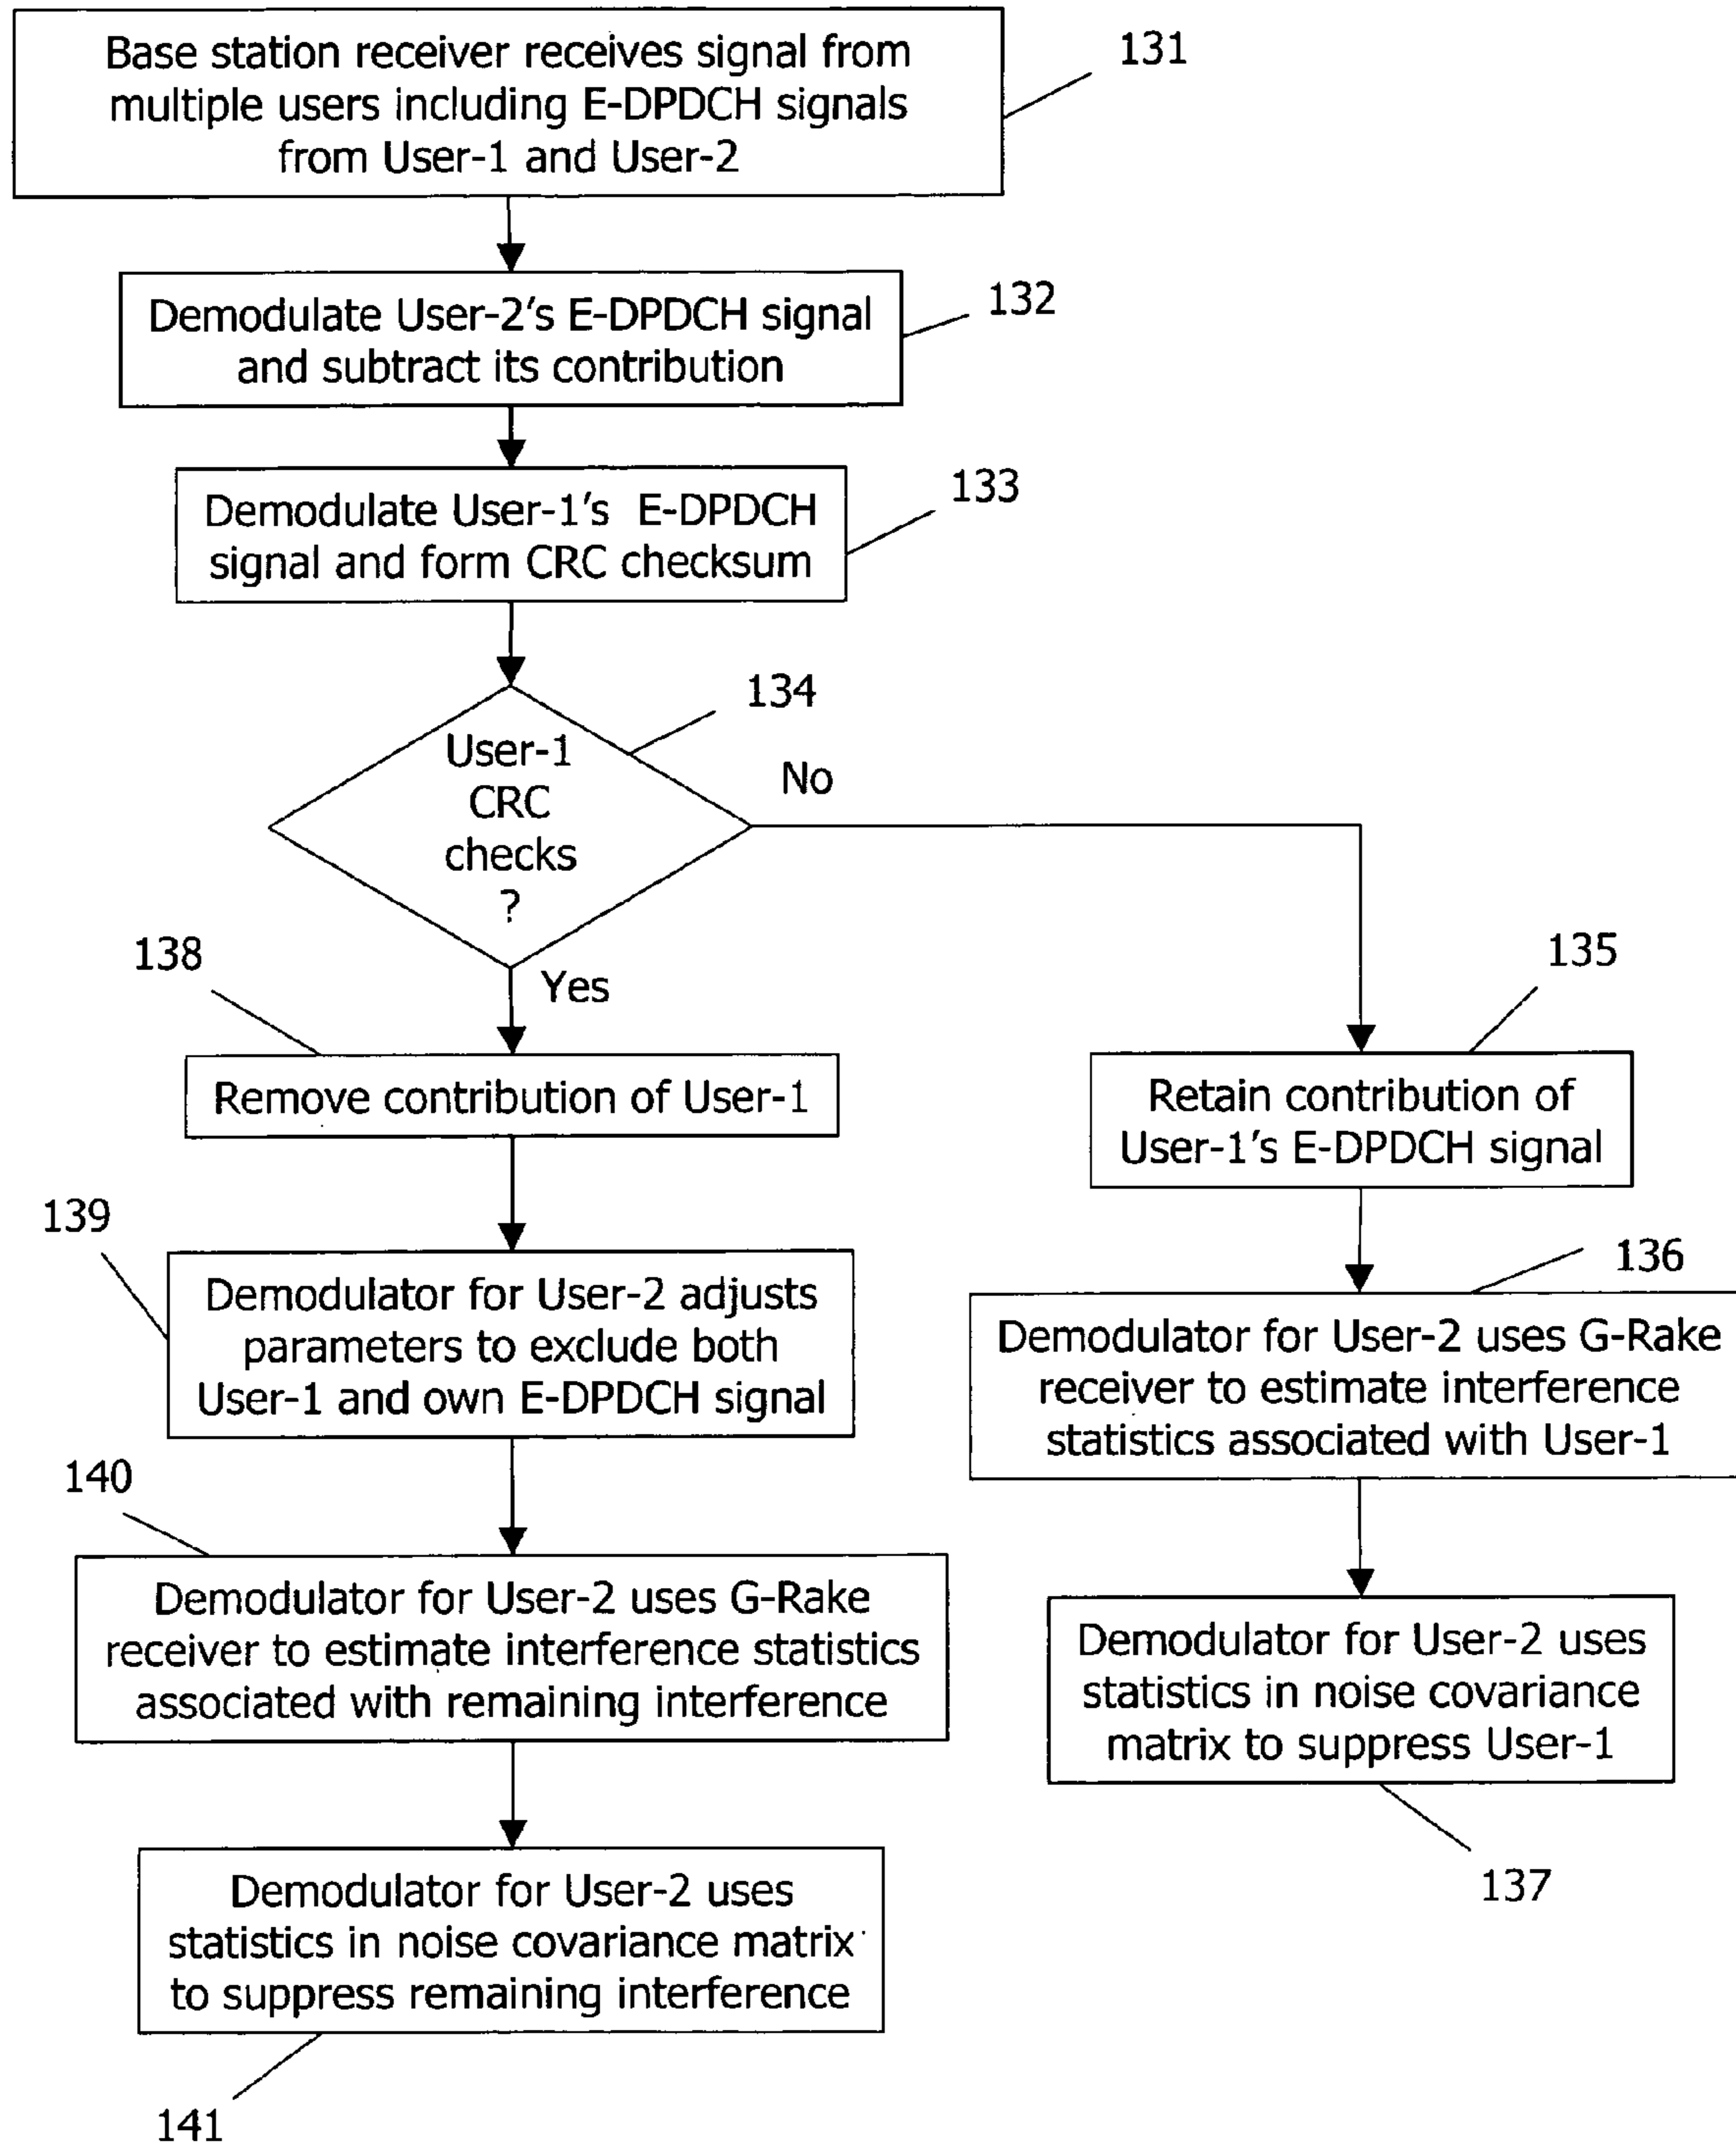 Base station receiver receives signal from
multiple users including E-DPDCH signals
from User-1 and User-2
131
Demodulate User-2's E-DPDCH signal
and subtract its contribution
132
Demodulate User-1's E-DPDCH
signal and form CRC checksum
133
User-1
CRC
checks
?
134
No
Yes
138
Remove contribution of User-1
135
Retain contribution of
User-1's E-DPDCH signal
139
Demodulator for User-2 adjusts
parameters to exclude both
User-1 and own E-DPDCH signal
136
Demodulator for User-2 uses G-Rake
receiver to estimate interference
statistics associated with User-1
140
Demodulator for User-2 uses G-Rake
receiver to estimate interference statistics
associated with remaining interference
Demodulator for User-2 uses
statistics in noise covariance
matrix to suppress User-1
137
Demodulator for User-2 uses
statistics in noise covariance matrix
to suppress remaining interference
141